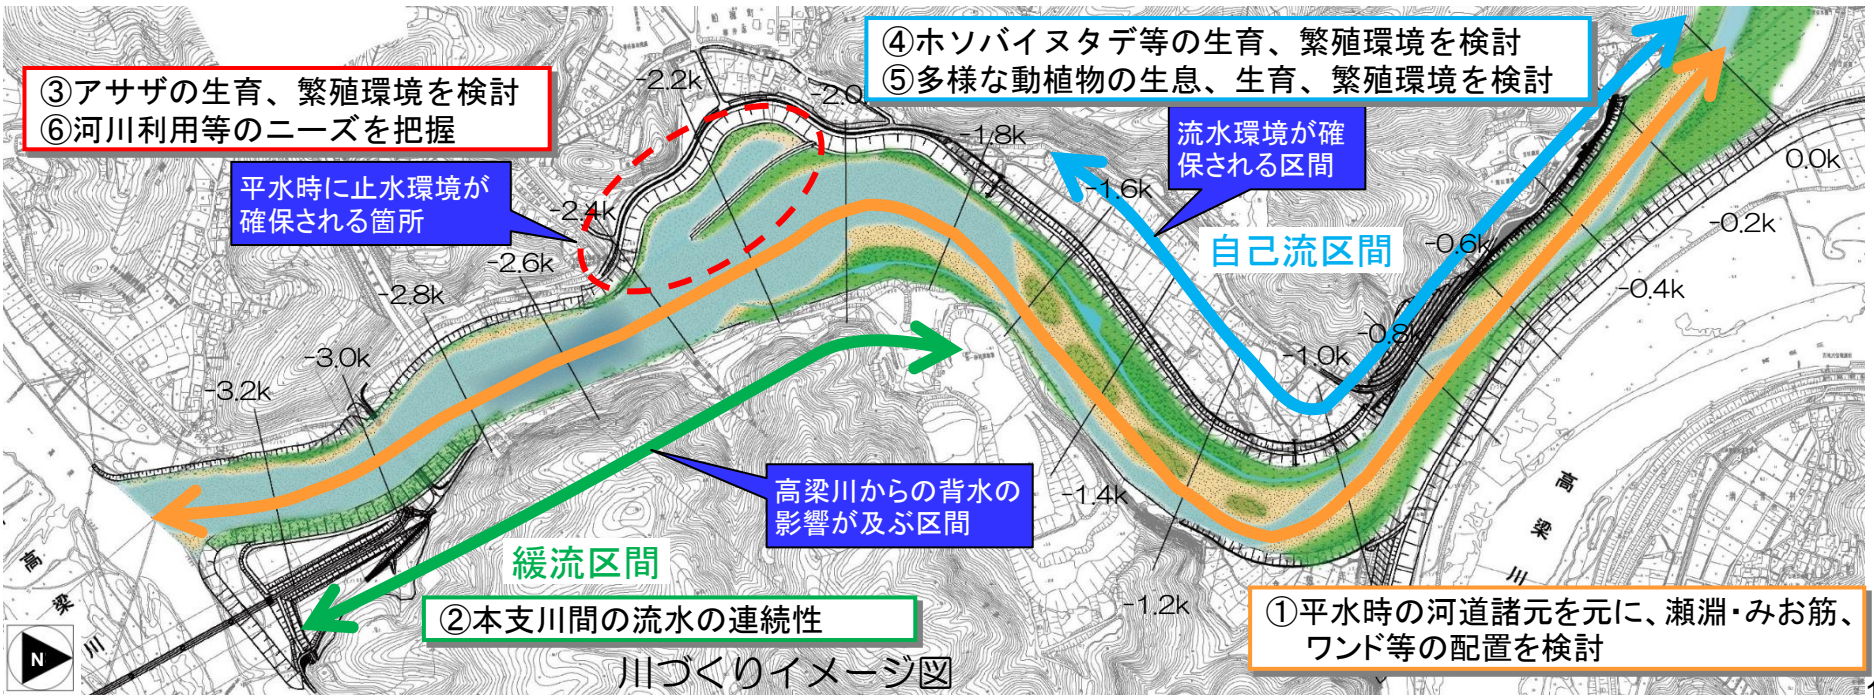 ③アサザの生育、繁殖環境を検討
⑥河川利用等のニーズを把握
④ホソバイヌタデ等の生育、繁殖環境を検討
⑤多様な動植物の生息、生育、繁殖環境を検討
平水時に止水環境が
確保される箇所
流水環境が確
保される区間
自己流区間
-2.2k
-2.0k
-1.8k
-1.6k
0.0k
-0.2k
-0.4k
-0.6k
-0.8k
-1.0k
-2.4k
-2.6k
-2.8k
-3.0k
-3.2k
-1.4k
-1.2k
高梁川からの背水の
影響が及ぶ区間
緩流区間
②本支川間の流水の連続性
①平水時の河道諸元を元に、瀬淵・みお筋、
ワンド等の配置を検討
高梁川
高梁川
N
川づくりイメージ図